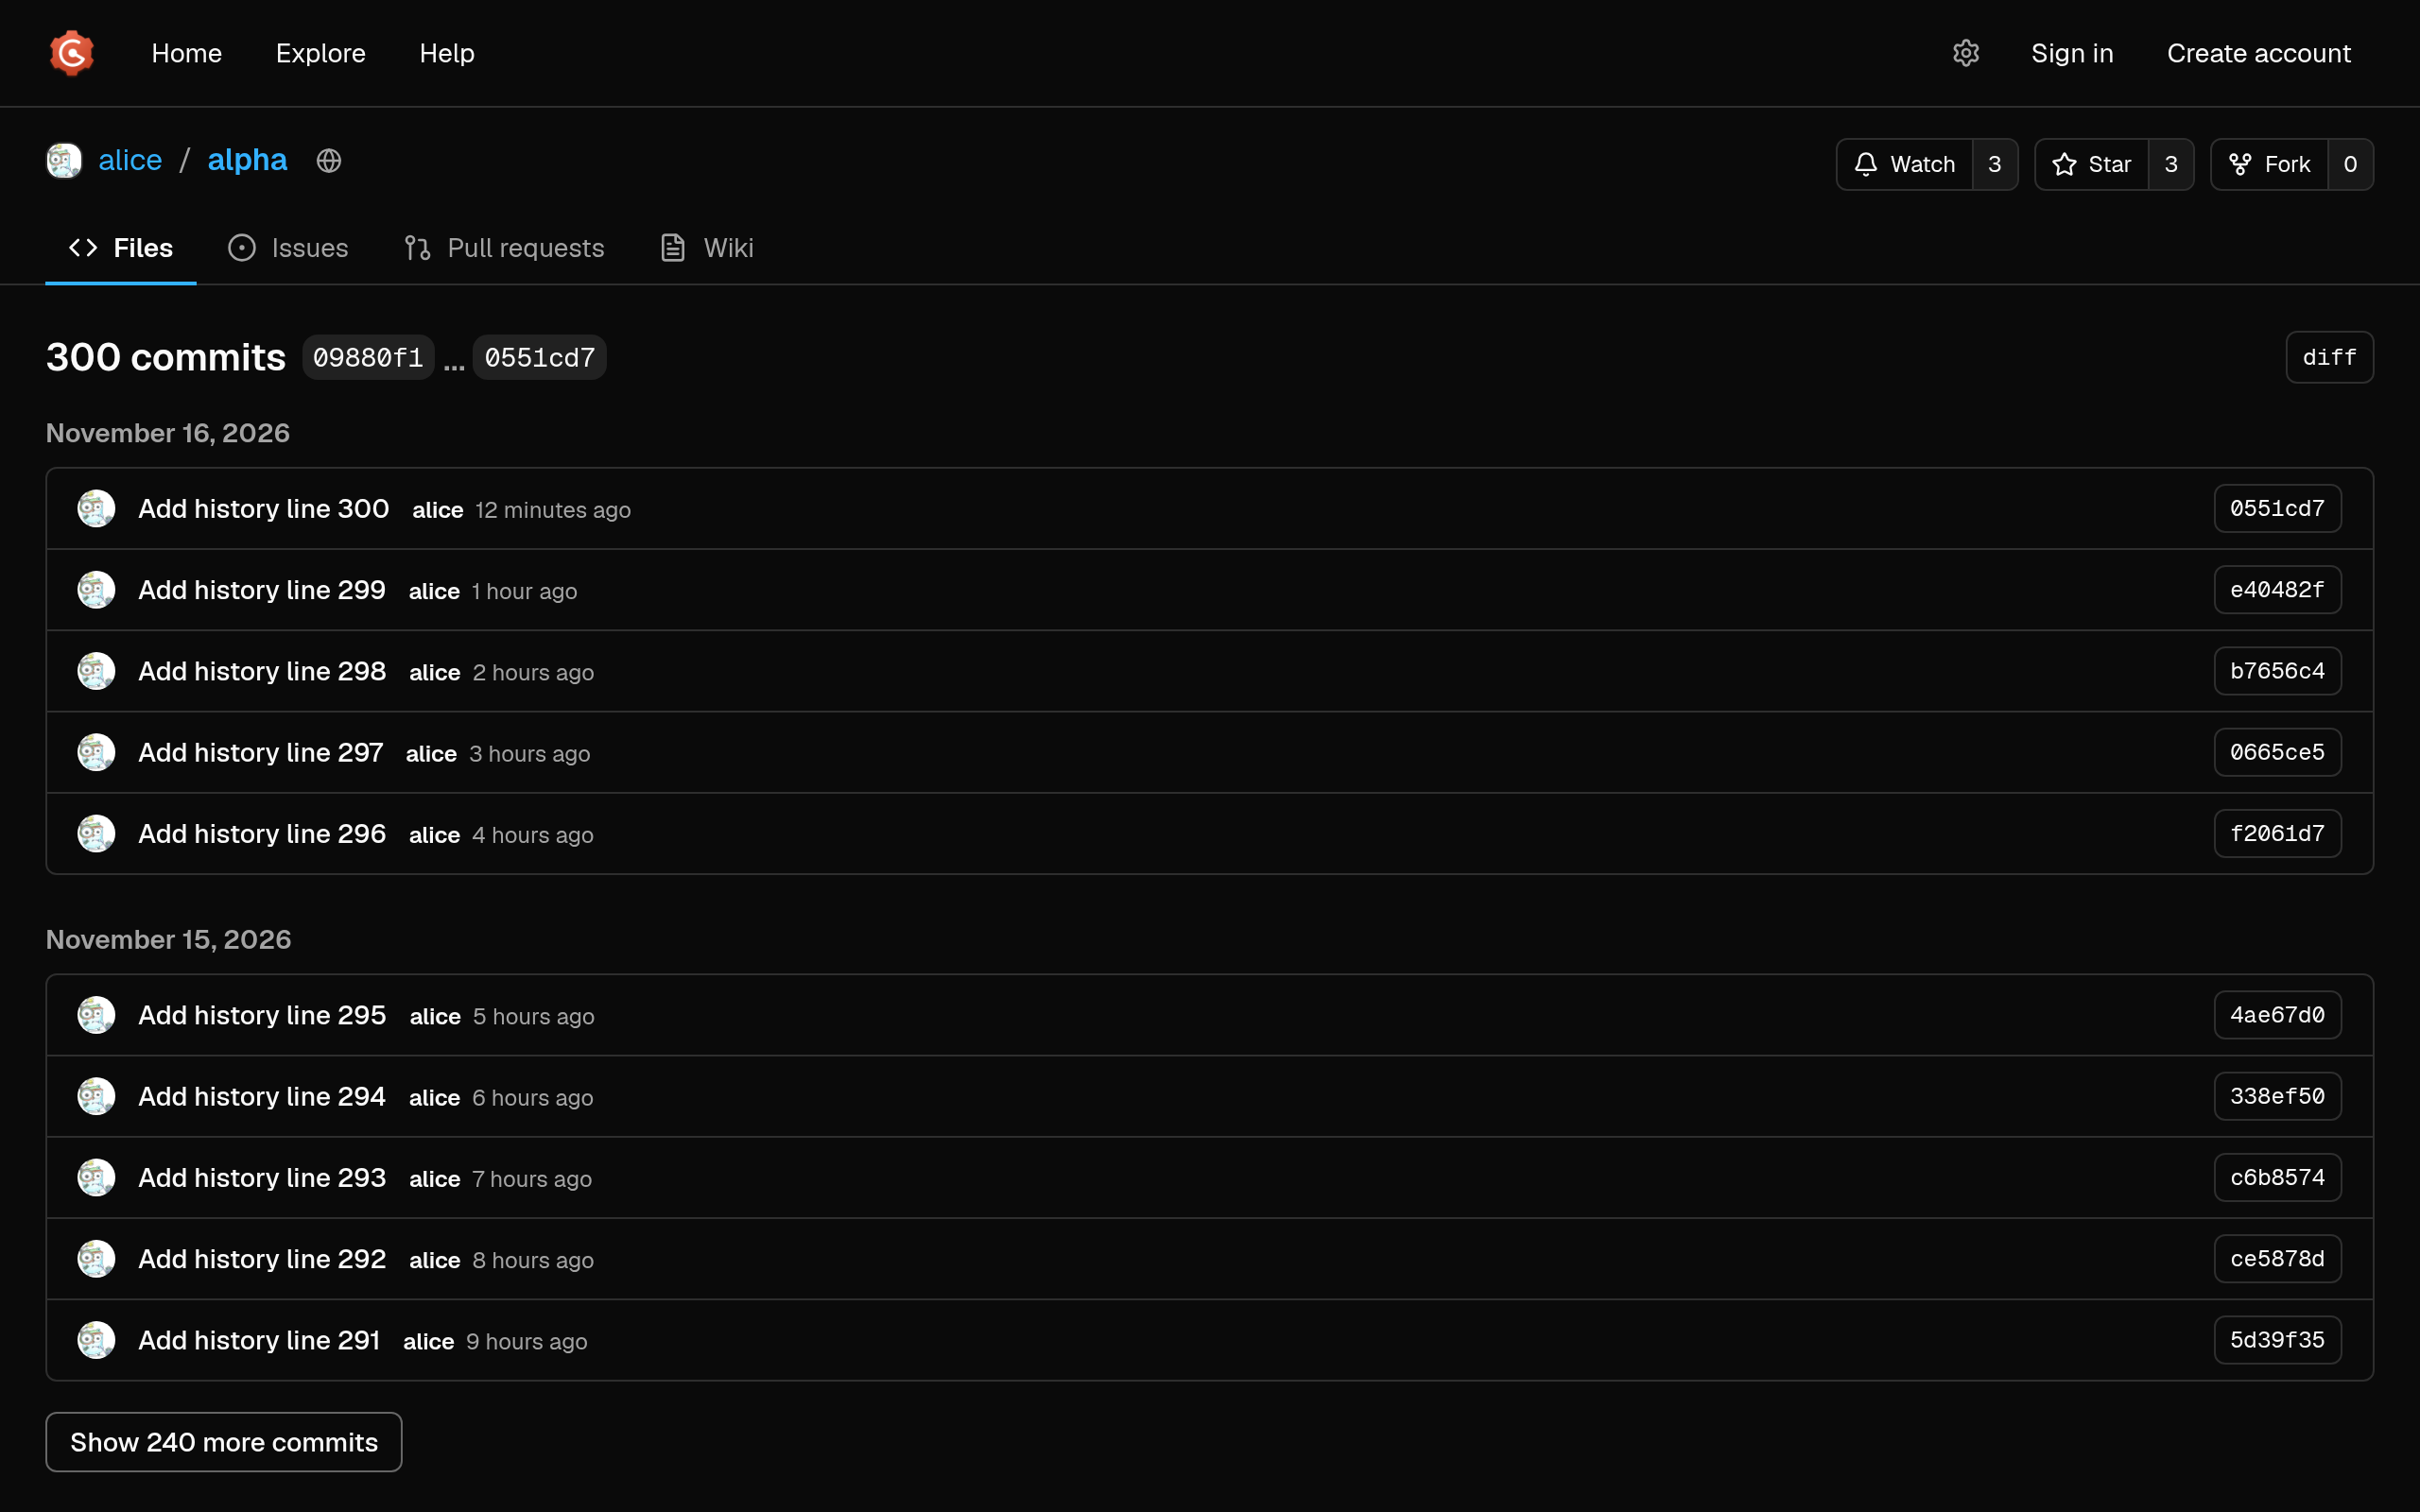 Home Explore Help Sign in Create account
alice / alpha Watch 3 Star 3 Fork 0
Files Issues Pull requests Wiki
300 commits 09880f1 ... 0551cd7 diff
November 16, 2026
Add history line 300 alice 12 minutes ago 0551cd7
Add history line 299 alice 1 hour ago e40482f
Add history line 298 alice 2 hours ago b7656c4
Add history line 297 alice 3 hours ago 0665ce5
Add history line 296 alice 4 hours ago f2061d7
November 15, 2026
Add history line 295 alice 5 hours ago 4ae67d0
Add history line 294 alice 6 hours ago 338ef50
Add history line 293 alice 7 hours ago c6b8574
Add history line 292 alice 8 hours ago ce5878d
Add history line 291 alice 9 hours ago 5d39f35
Show 240 more commits